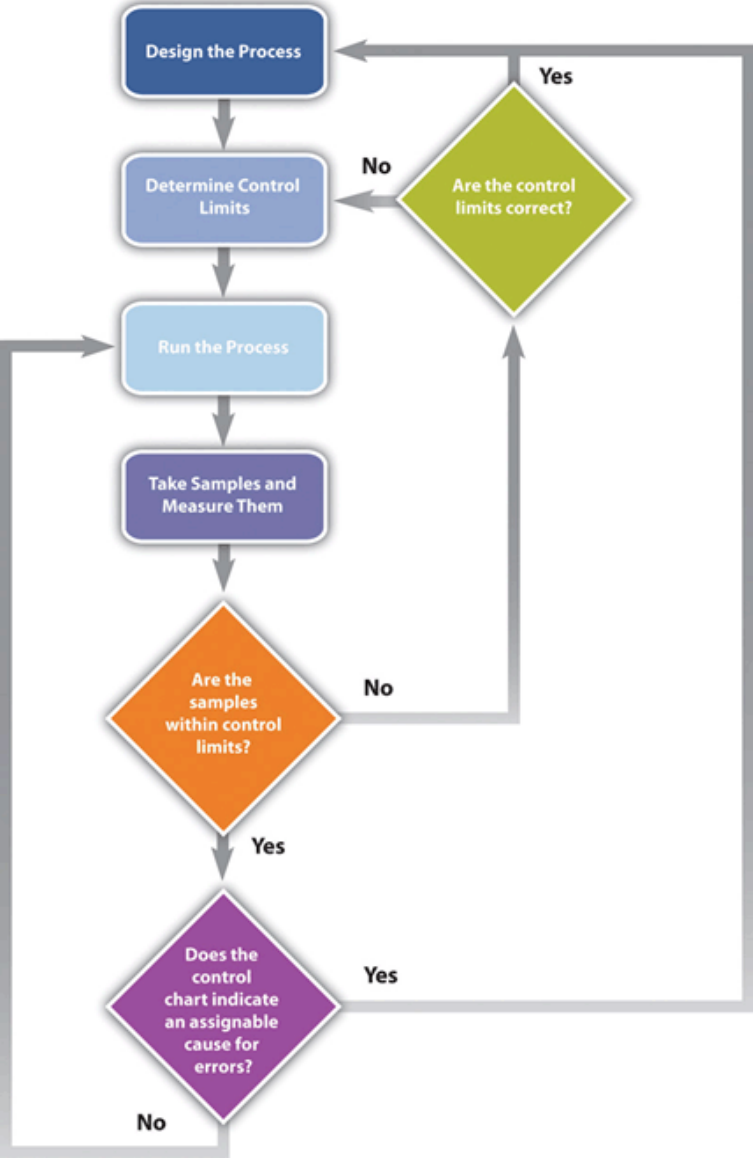 Design the Process
Yes
No
Determine Control
Limits
Are the control
limits correct?
Run the Process
Take Samples and
Measure Them
Are the
samples
within control
limits?
No
Yes
Does the
control
chart indicate
an assignable
cause for
errors?
Yes
No